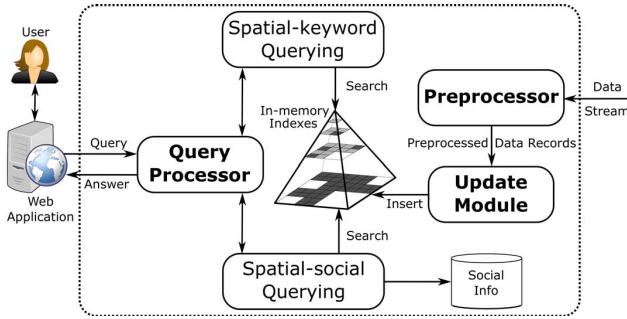 User
Web
Application
Query
Answer
Query
Processor
Spatial-keyword
Querying
Search
In-memory
Indexes
Search
Spatial-social
Querying
Social
Info
Insert
Preprocessor
Data
Stream
Preprocessed Data Records
Update
Module